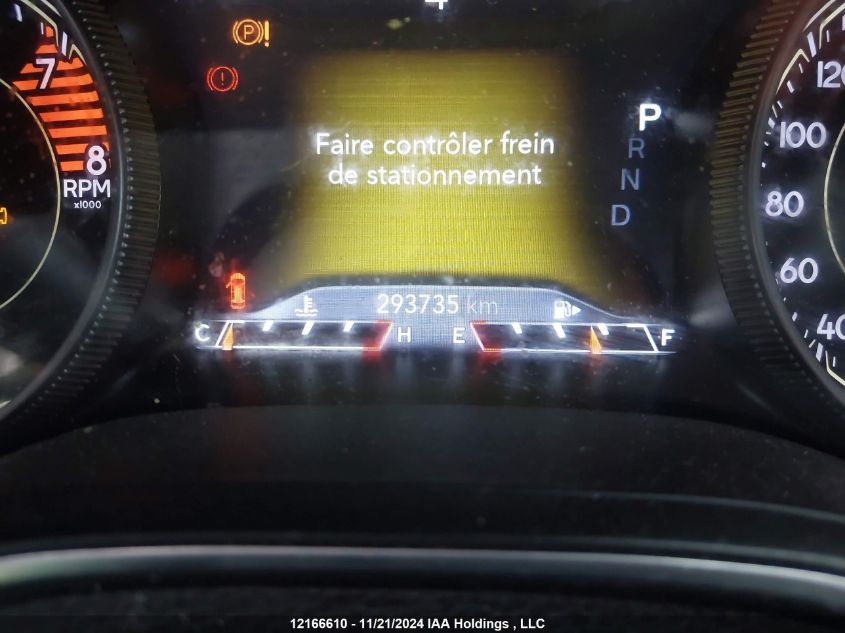 P!
!
7
8
RPM
x1000
Faire contrôler frein
de stationnement
P
R
N
D
120
100
80
60
40
293735 km
C H E F
12166610 - 11/21/2024 IAA Holdings , LLC